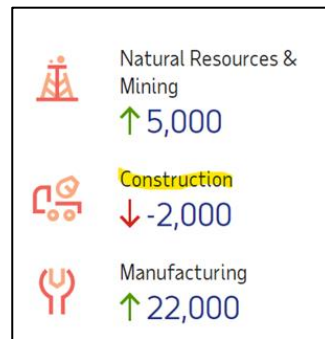 Natural Resources &
Mining
↑ 5,000
Construction
↓ -2,000
Manufacturing
↑ 22,000